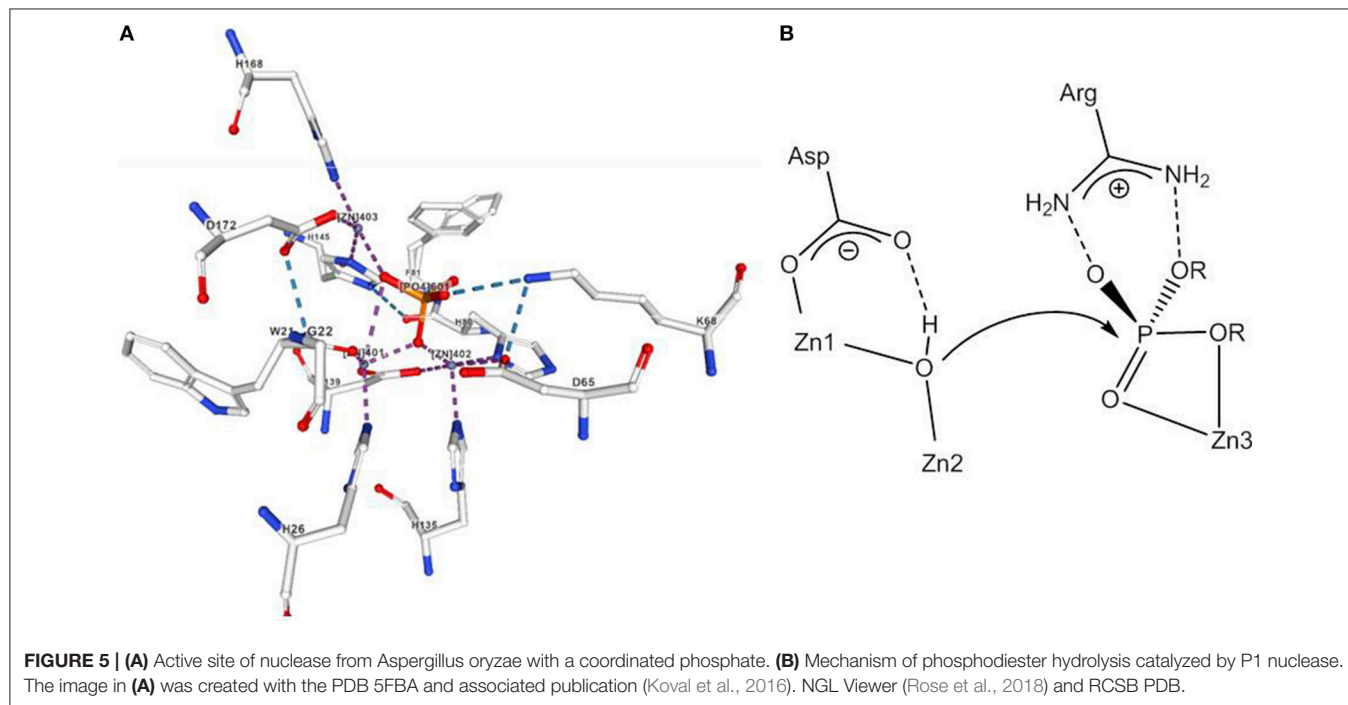 A
H168
D172
[ZN]403
H145
F81
[PO4]601
K68
W21
G22
[ZN]401
H80
[ZN]402
139
D65
H26
H135
B
Arg
H₂N
+
NH₂
Asp
O
−
O
H
Zn1
O
Zn2
O
OR
P
OR
O
Zn3
FIGURE 5 | (A) Active site of nuclease from Aspergillus oryzae with a coordinated phosphate. (B) Mechanism of phosphodiester hydrolysis catalyzed by P1 nuclease.
The image in (A) was created with the PDB 5FBA and associated publication (Koval et al., 2016). NGL Viewer (Rose et al., 2018) and RCSB PDB.